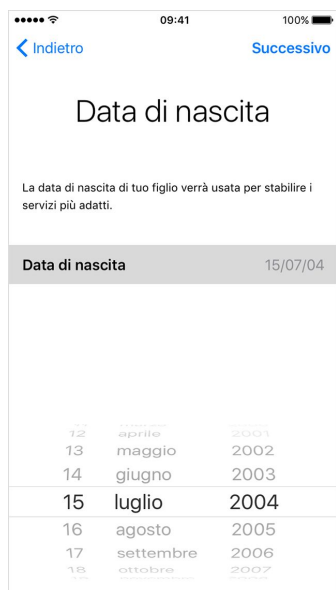 09:41 100%
Indietro Successivo
Data di nascita
La data di nascita di tuo figlio verrà usata per stabilire i
servizi più adatti.
Data di nascita 15/07/04
12 aprile 2001
13 maggio 2002
14 giugno 2003
15 luglio 2004
16 agosto 2005
17 settembre 2006
18 ottobre 2007